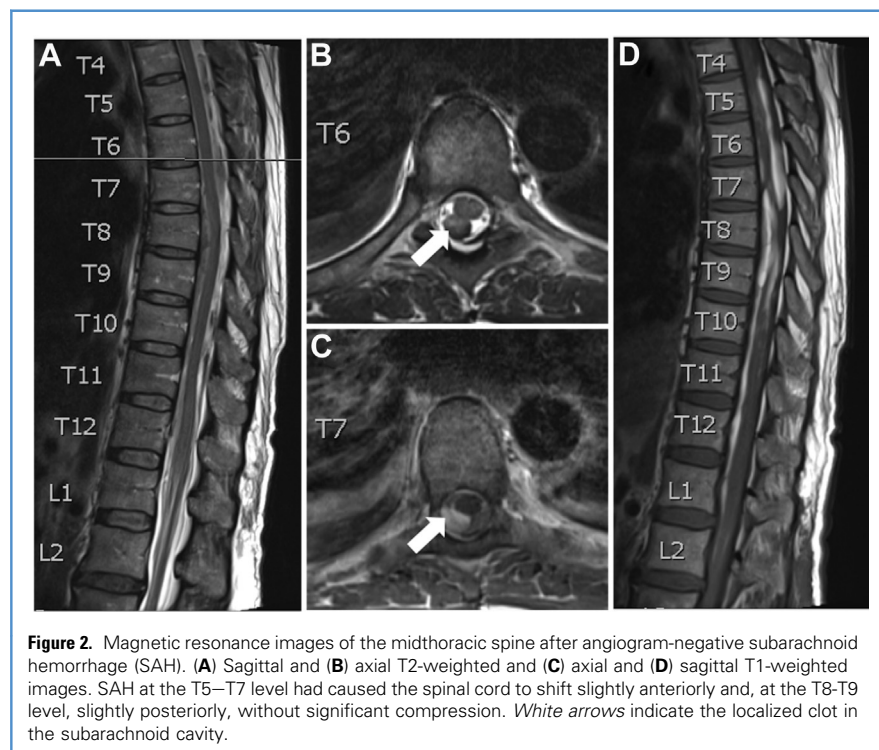 A
T4
T5
T6
T7
T8
T9
T10
T11
T12
L1
L2
B
T6
C
T7
D
T4
T5
T6
T7
T8
T9
T10
T11
T12
L1
L2
Figure 2. Magnetic resonance images of the midthoracic spine after angiogram-negative subarachnoid
hemorrhage (SAH). (A) Sagittal and (B) axial T2-weighted and (C) axial and (D) sagittal T1-weighted
images. SAH at the T5–T7 level had caused the spinal cord to shift slightly anteriorly and, at the T8-T9
level, slightly posteriorly, without significant compression. White arrows indicate the localized clot in
the subarachnoid cavity.